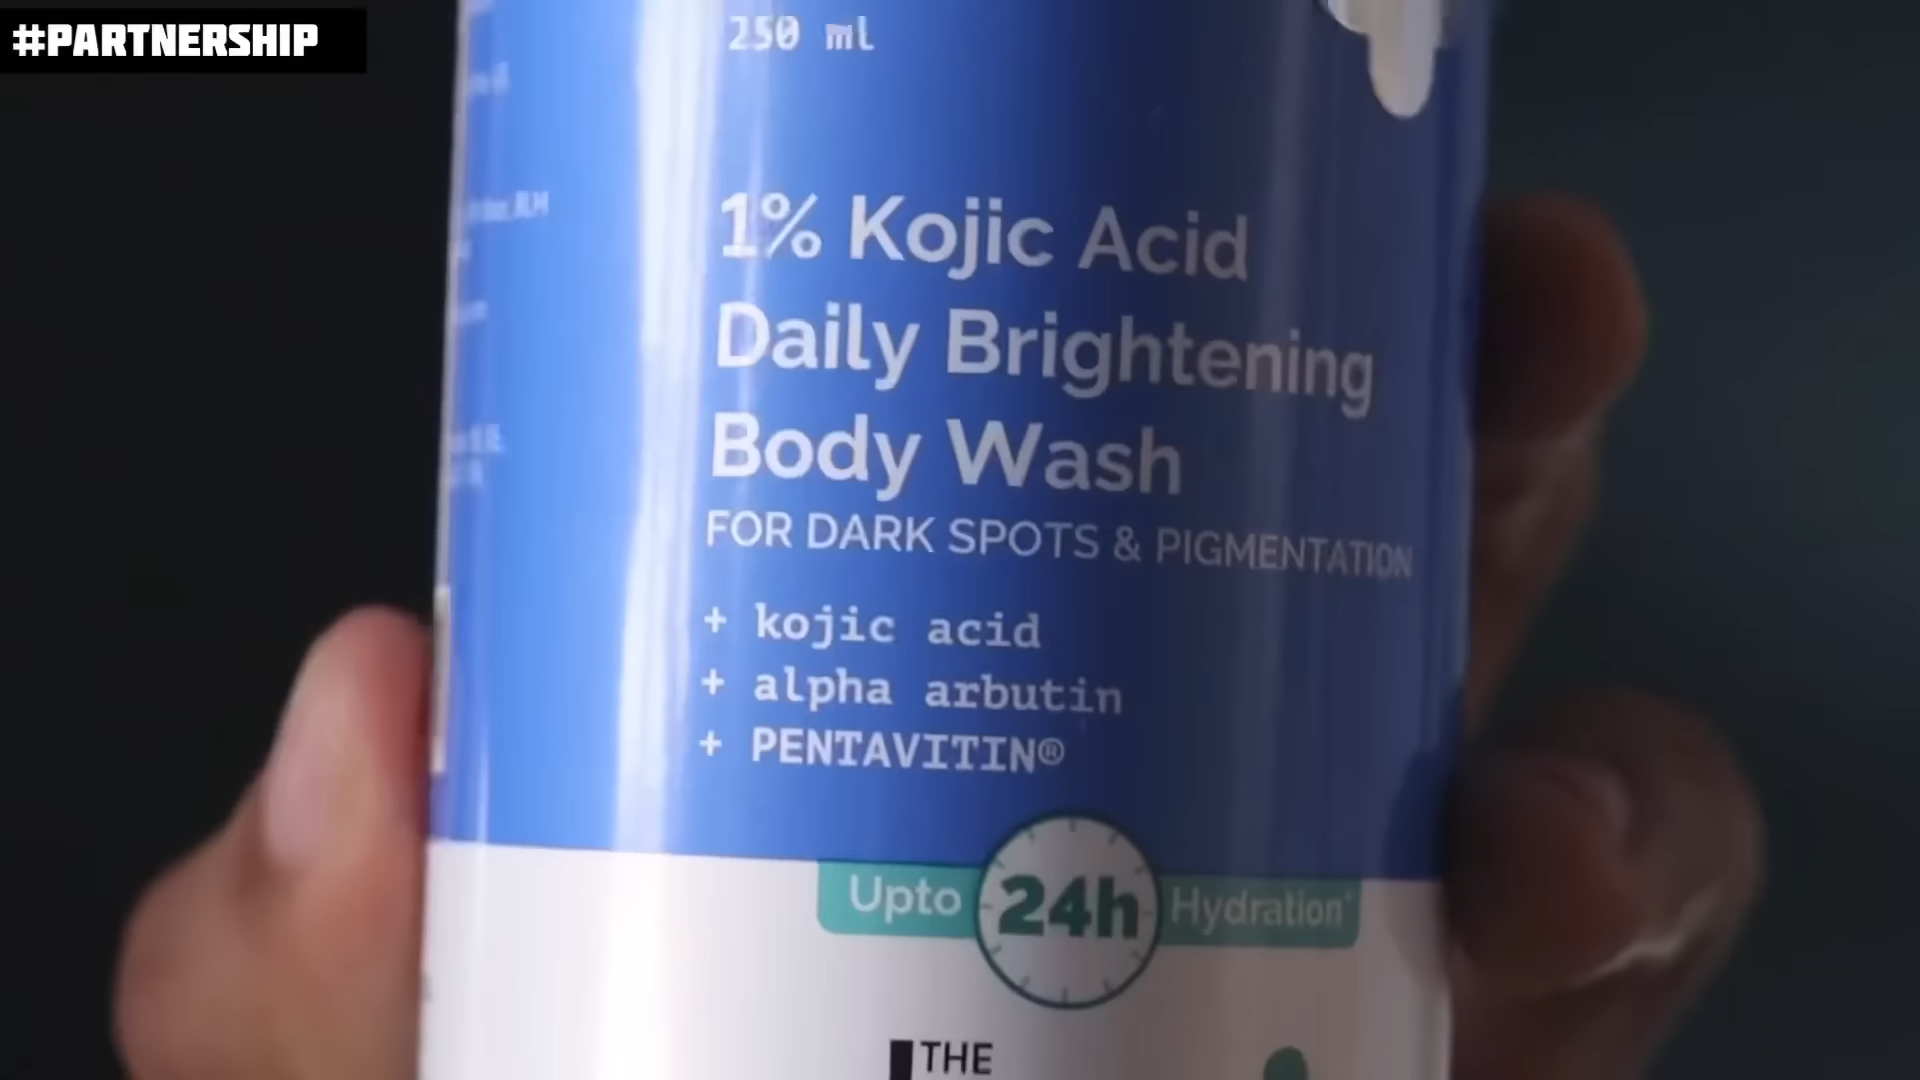 #PARTNERSHIP
250 ml
1% Kojic Acid
Daily Brightening
Body Wash
FOR DARK SPOTS & PIGMENTATION
+ kojic acid
+ alpha arbutin
+ PENTAVITIN®
Upto 24h Hydration*
THE